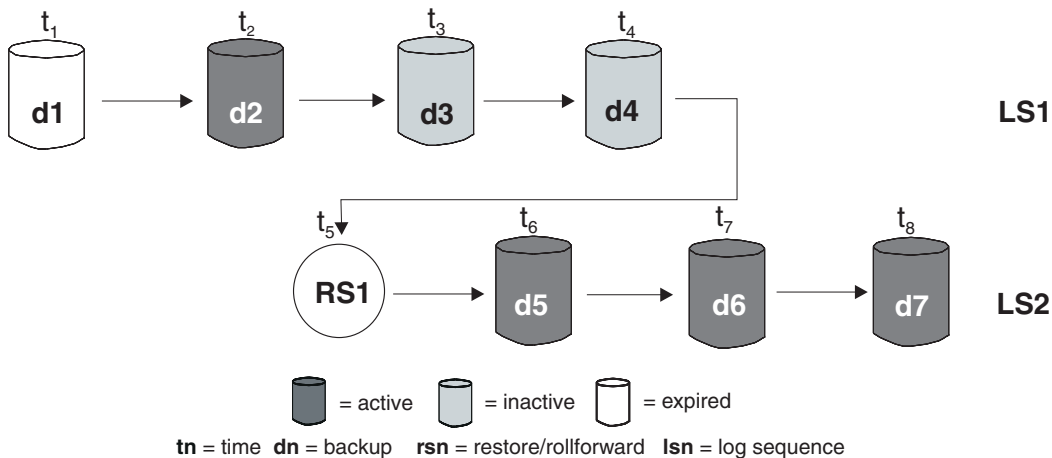 t1 t2 t3 t4
d1 d2 d3 d4 LS1
t5 t6 t7 t8
RS1 d5 d6 d7 LS2
= active = inactive = expired
tn = time dn = backup rsn = restore/rollforward lsn = log sequence